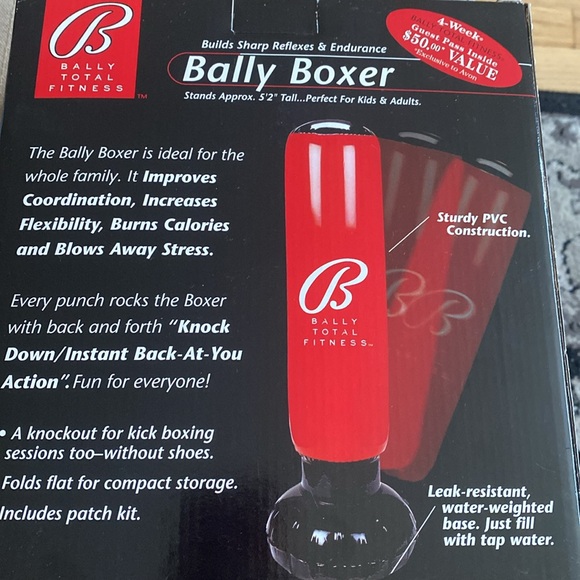 B
BALLY
TOTAL
FITNESS™
4-Week*
Guest Pass Inside
$50.00* VALUE
*Exclusive to Avon
Builds Sharp Reflexes & Endurance
Bally Boxer
Stands Approx. 5'2" Tall...Perfect For Kids & Adults.
The Bally Boxer is ideal for the
whole family. It Improves
Coordination, Increases
Flexibility, Burns Calories
and Blows Away Stress.
Every punch rocks the Boxer
with back and forth "Knock
Down/Instant Back-At-You
Action". Fun for everyone!
• A knockout for kick boxing
sessions too–without shoes.
Folds flat for compact storage.
Includes patch kit.
Sturdy PVC
Construction.
B
BALLY
TOTAL
FITNESS℠
B B
Leak-resistant,
water-weighted
base. Just fill
with tap water.